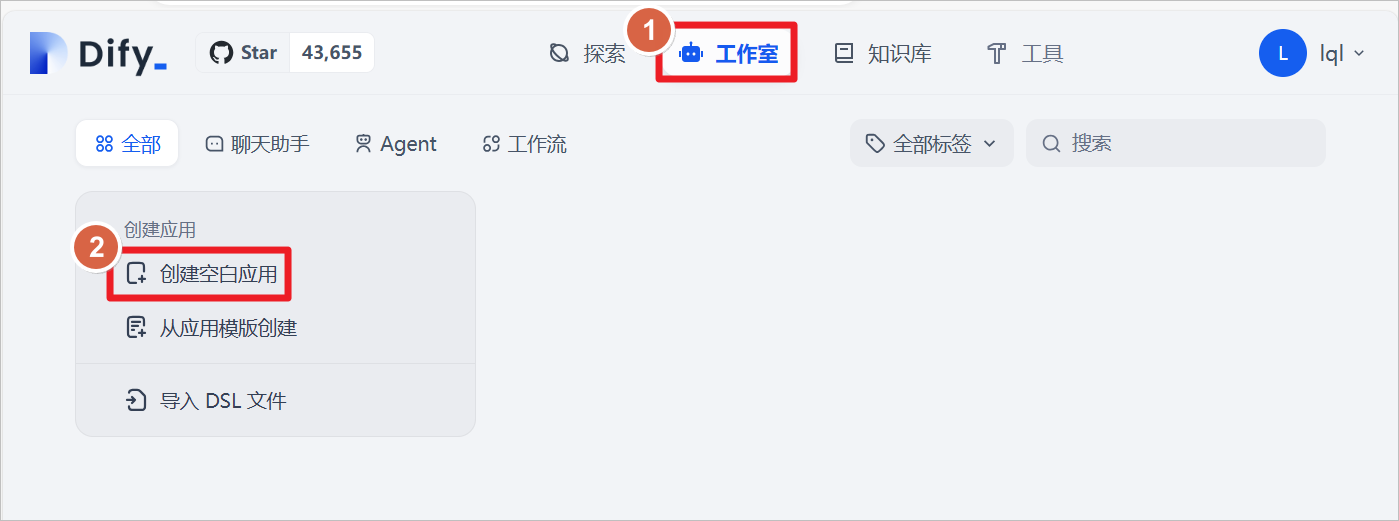 Dify_ Star 43,655 探索 1 工作室 知识库 工具 L lql
全部 聊天助手 Agent 工作流 全部标签 搜索
创建应用
2 创建空白应用
从应用模版创建
导入 DSL 文件